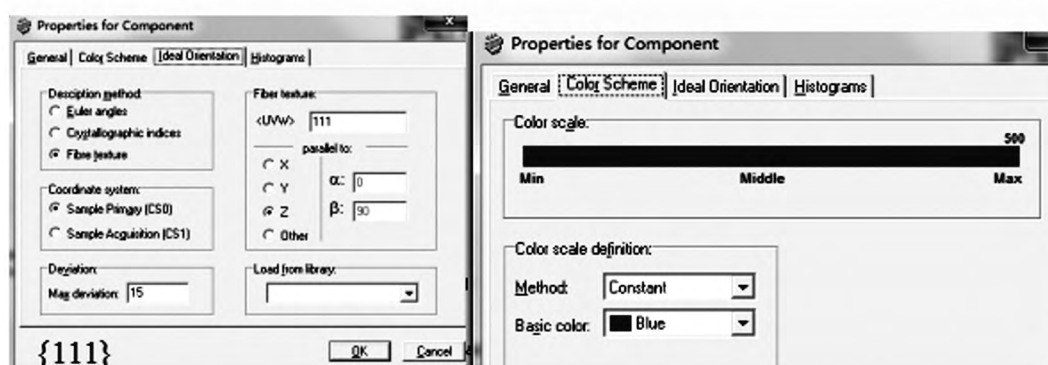 Properties for Component
General Color Scheme Ideal Orientation Histograms
Desciption method
Euler angles
Crystallographic indices
Fibre texture
Coordinate system:
Sample Primary (CS0)
Sample Acquisition (CS1)
Deviation:
Max deviation: 15
Fiber texture:
<UVW> 111
parallel to:
X
Y
Z
Other
α: 0
β: 90
Load from library:
{111}
OK Cancel
Properties for Component
General Color Scheme Ideal Orientation Histograms
Color scale:
500
Min Middle Max
Color scale definition:
Method: Constant
Basic color: Blue